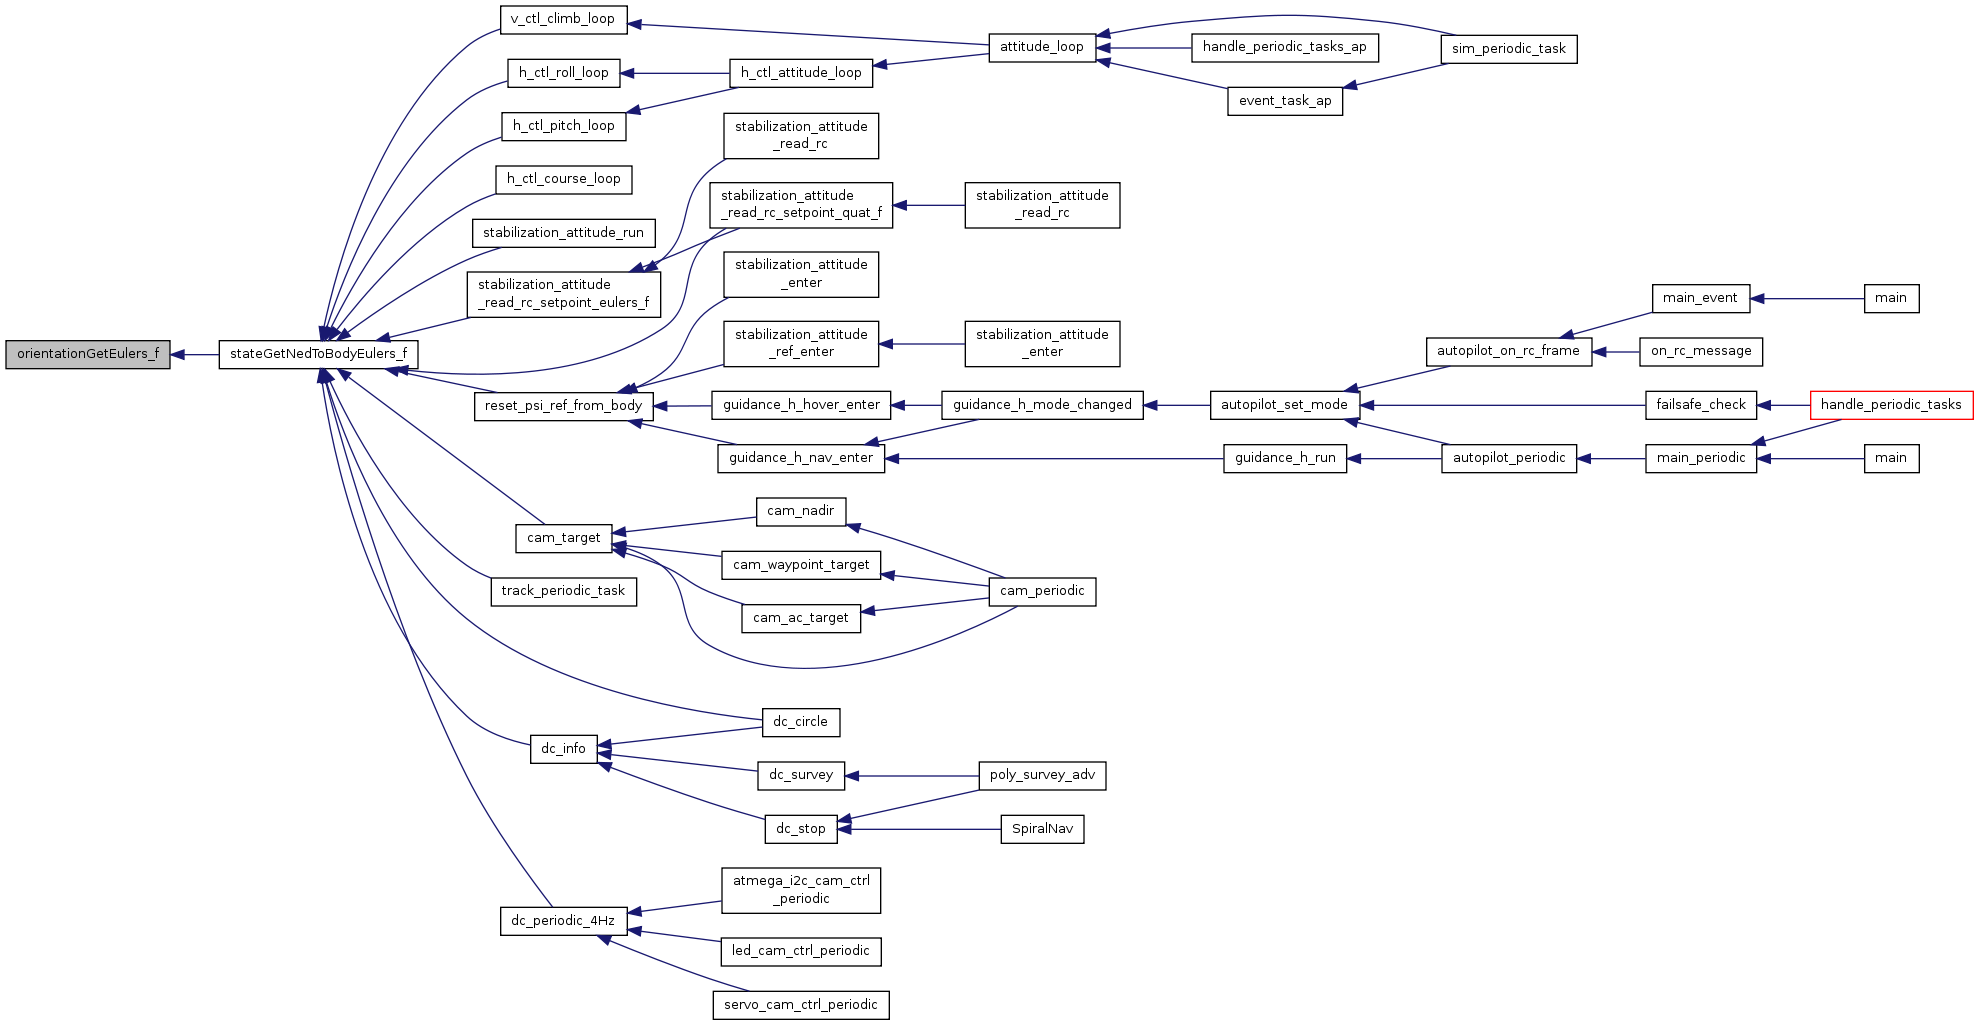 v_ctl_climb_loop
attitude_loop
handle_periodic_tasks_ap
sim_periodic_task
h_ctl_roll_loop
h_ctl_attitude_loop
event_task_ap
h_ctl_pitch_loop
stabilization_attitude
_read_rc
h_ctl_course_loop
stabilization_attitude
_read_rc_setpoint_quat_f
stabilization_attitude
_read_rc
stabilization_attitude_run
stabilization_attitude
_enter
stabilization_attitude
_read_rc_setpoint_eulers_f
main_event
main
orientationGetEulers_f
stateGetNedToBodyEulers_f
stabilization_attitude
_ref_enter
stabilization_attitude
_enter
autopilot_on_rc_frame
on_rc_message
reset_psi_ref_from_body
guidance_h_hover_enter
guidance_h_mode_changed
autopilot_set_mode
failsafe_check
handle_periodic_tasks
guidance_h_nav_enter
guidance_h_run
autopilot_periodic
main_periodic
main
cam_nadir
cam_target
cam_waypoint_target
track_periodic_task
cam_periodic
cam_ac_target
dc_circle
dc_info
dc_survey
poly_survey_adv
dc_stop
SpiralNav
atmega_i2c_cam_ctrl
_periodic
dc_periodic_4Hz
led_cam_ctrl_periodic
servo_cam_ctrl_periodic